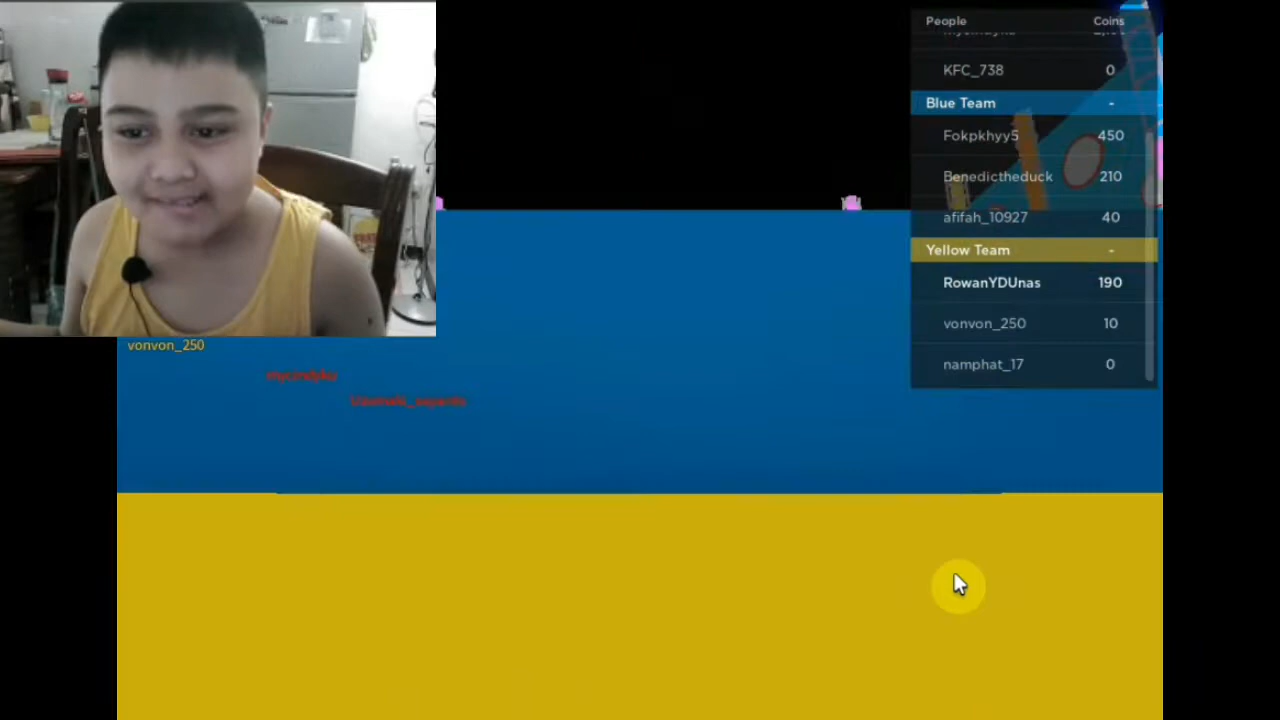 People Coins
KFC_738 0
Blue Team -
Fokpkhyy5 450
Benedictheduck 210
afifah_10927 40
Yellow Team -
RowanYDUnas 190
vonvon_250 10
namphat_17 0
vonvon_250